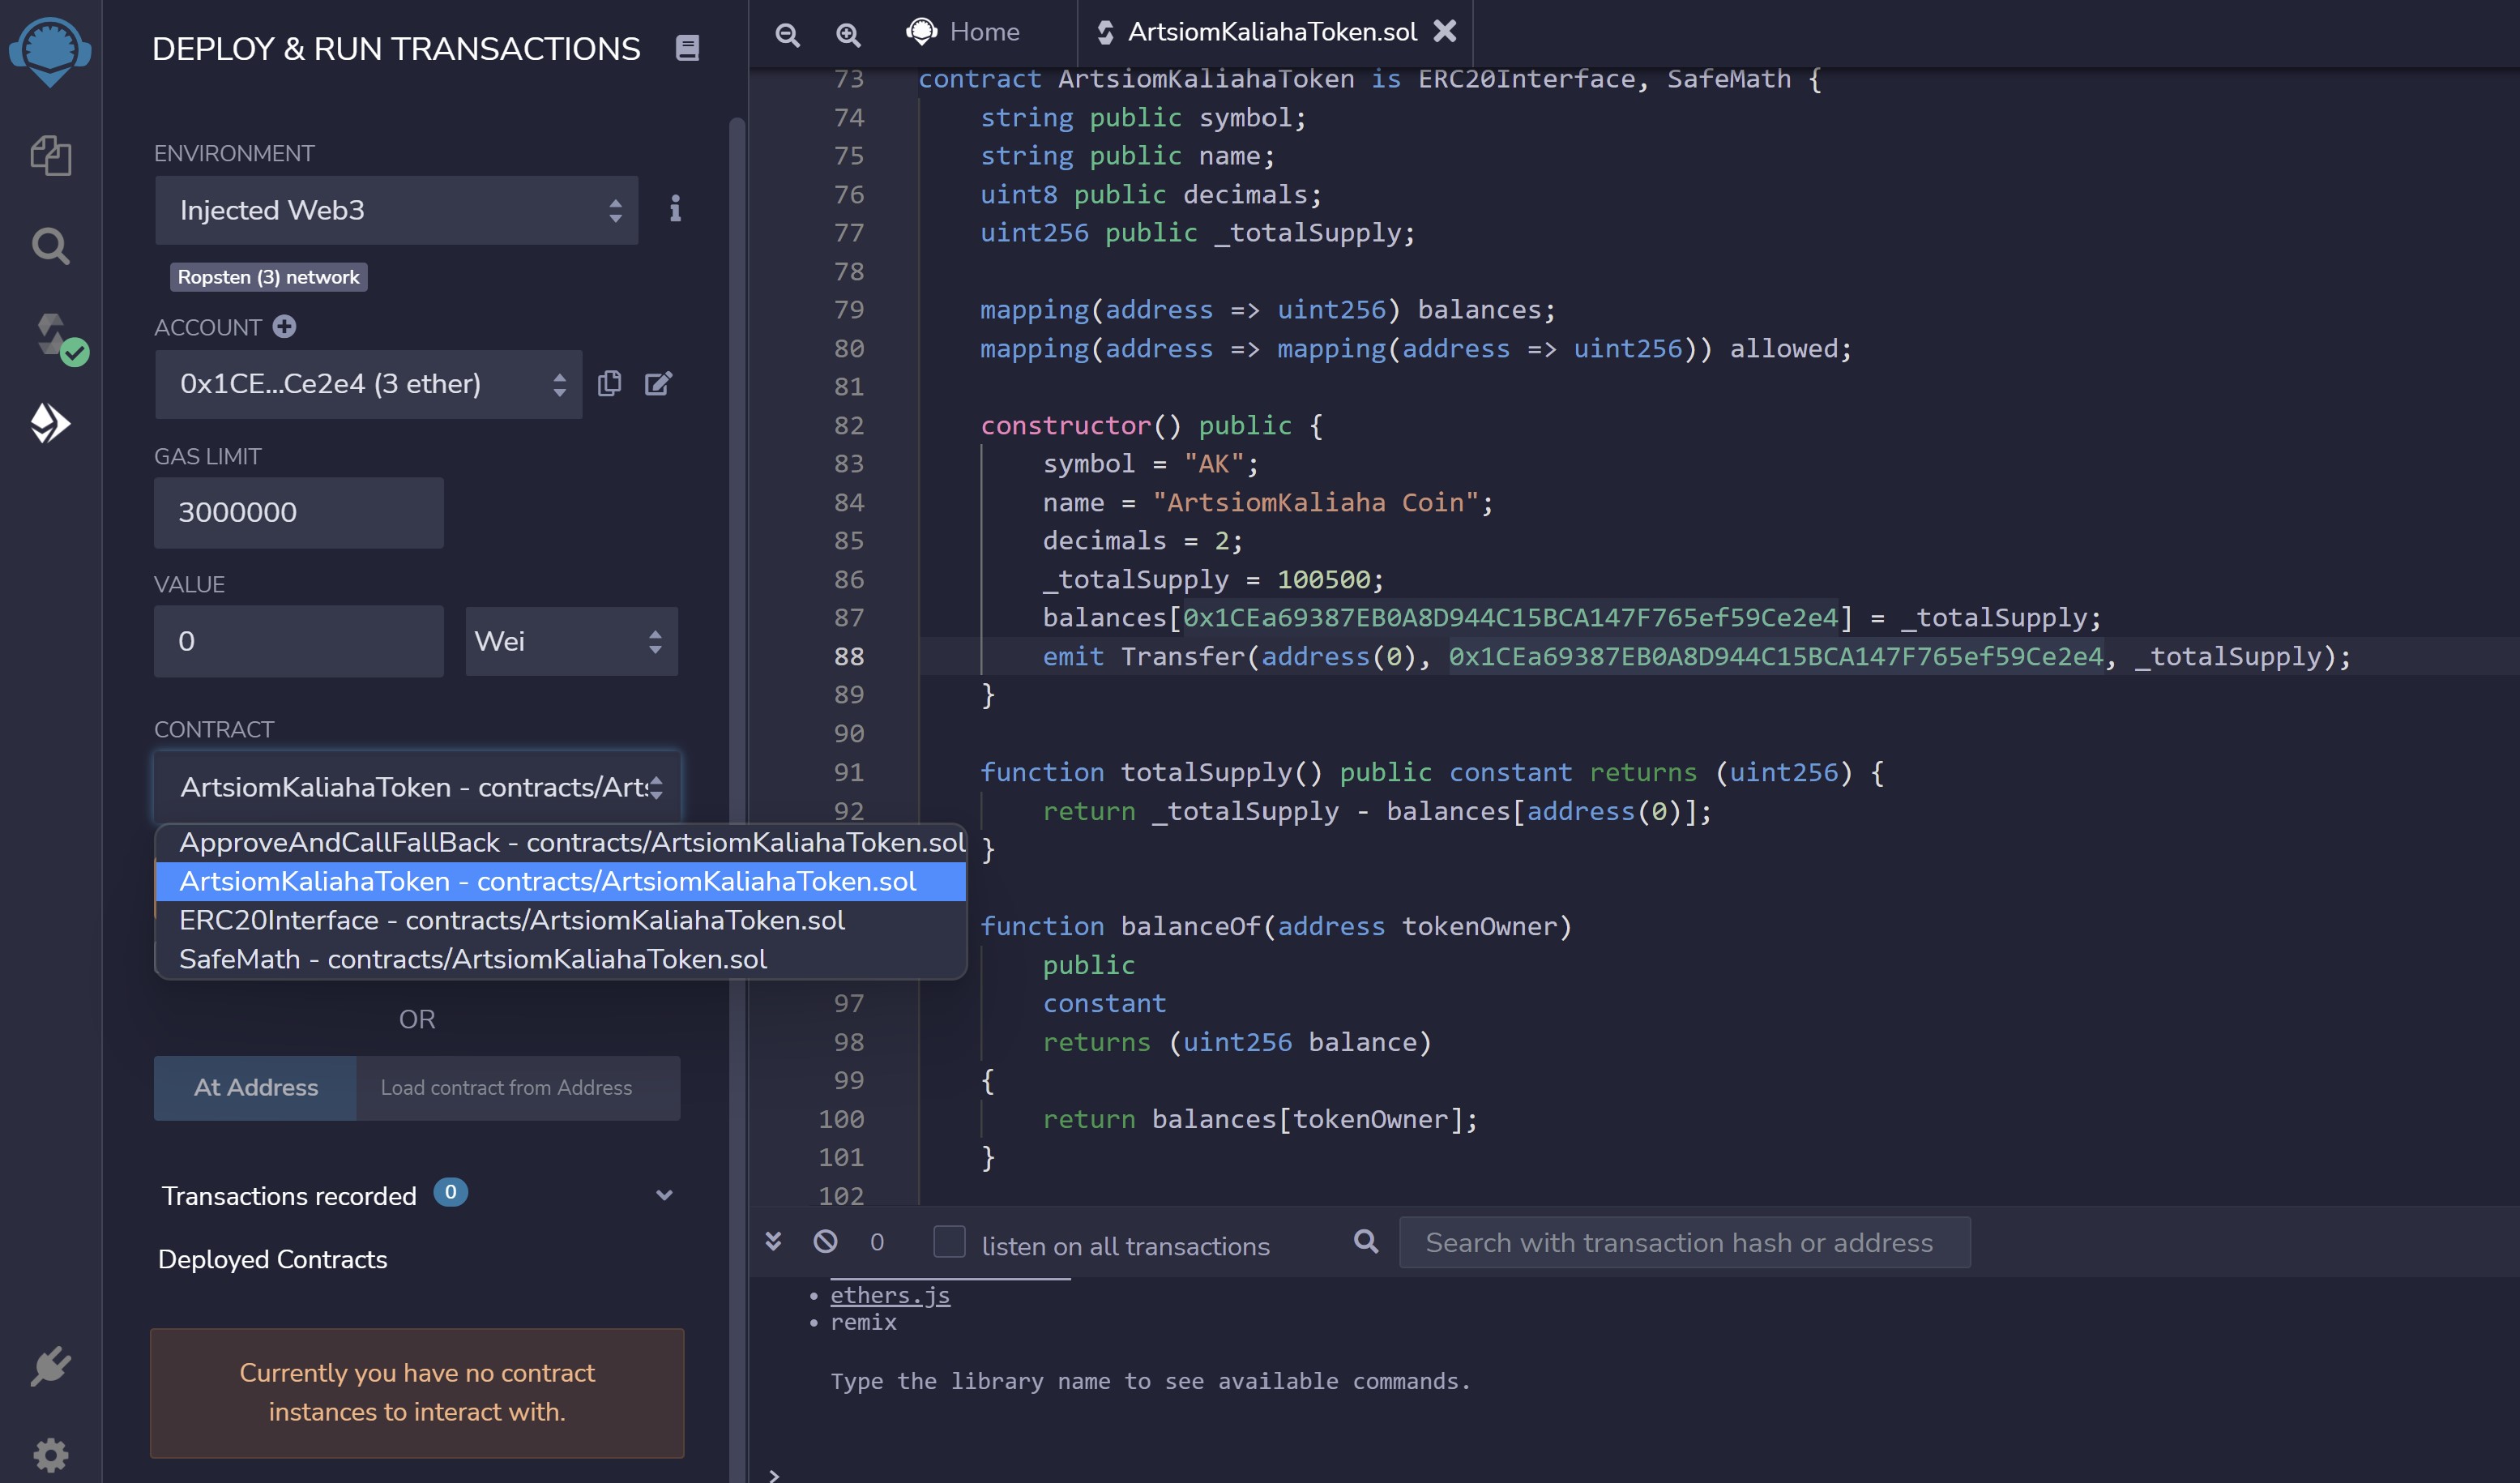 DEPLOY & RUN TRANSACTIONS
ENVIRONMENT
Injected Web3
Ropsten (3) network
ACCOUNT
0x1CE...Ce2e4 (3 ether)
GAS LIMIT
3000000
VALUE
0
Wei
CONTRACT
ArtsiomKaliahaToken - contracts/Arts
ApproveAndCallFallBack - contracts/ArtsiomKaliahaToken.sol
ArtsiomKaliahaToken - contracts/ArtsiomKaliahaToken.sol
ERC20Interface - contracts/ArtsiomKaliahaToken.sol
SafeMath - contracts/ArtsiomKaliahaToken.sol
OR
At Address
Load contract from Address
Transactions recorded 0
Deployed Contracts
Currently you have no contract
instances to interact with.
Home
ArtsiomKaliahaToken.sol
73 contract ArtsiomKaliahaToken is ERC20Interface, SafeMath {
74 string public symbol;
75 string public name;
76 uint8 public decimals;
77 uint256 public _totalSupply;
78
79 mapping(address => uint256) balances;
80 mapping(address => mapping(address => uint256)) allowed;
81
82 constructor() public {
83 symbol = "AK";
84 name = "ArtsiomKaliaha Coin";
85 decimals = 2;
86 _totalSupply = 100500;
87 balances[0x1CEa69387EB0A8D944C15BCA147F765ef59Ce2e4] = _totalSupply;
88 emit Transfer(address(0), 0x1CEa69387EB0A8D944C15BCA147F765ef59Ce2e4, _totalSupply);
89 }
90
91 function totalSupply() public constant returns (uint256) {
92 return _totalSupply - balances[address(0)];
}
function balanceOf(address tokenOwner)
public
97 constant
98 returns (uint256 balance)
99 {
100 return balances[tokenOwner];
101 }
102
0
listen on all transactions
Search with transaction hash or address
• ethers.js
• remix
Type the library name to see available commands.
>